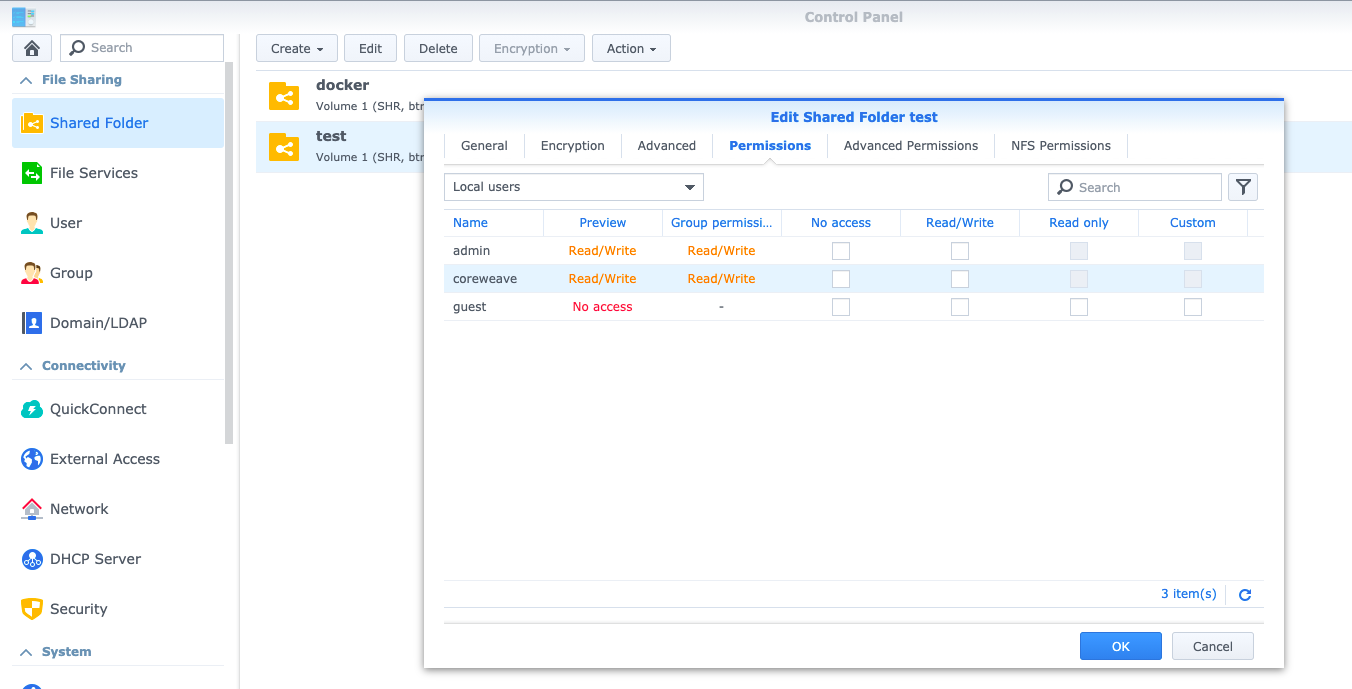 Control Panel
Search
Create Edit Delete Encryption Action
File Sharing
Shared Folder
File Services
User
Group
Domain/LDAP
Connectivity
QuickConnect
External Access
Network
DHCP Server
Security
System
docker
Volume 1 (SHR, btr
test
Volume 1 (SHR, btr
Edit Shared Folder test
General Encryption Advanced Permissions Advanced Permissions NFS Permissions
Local users Search
Name Preview Group permissi... No access Read/Write Read only Custom
admin Read/Write Read/Write
coreweave Read/Write Read/Write
guest No access -
3 item(s)
OK Cancel